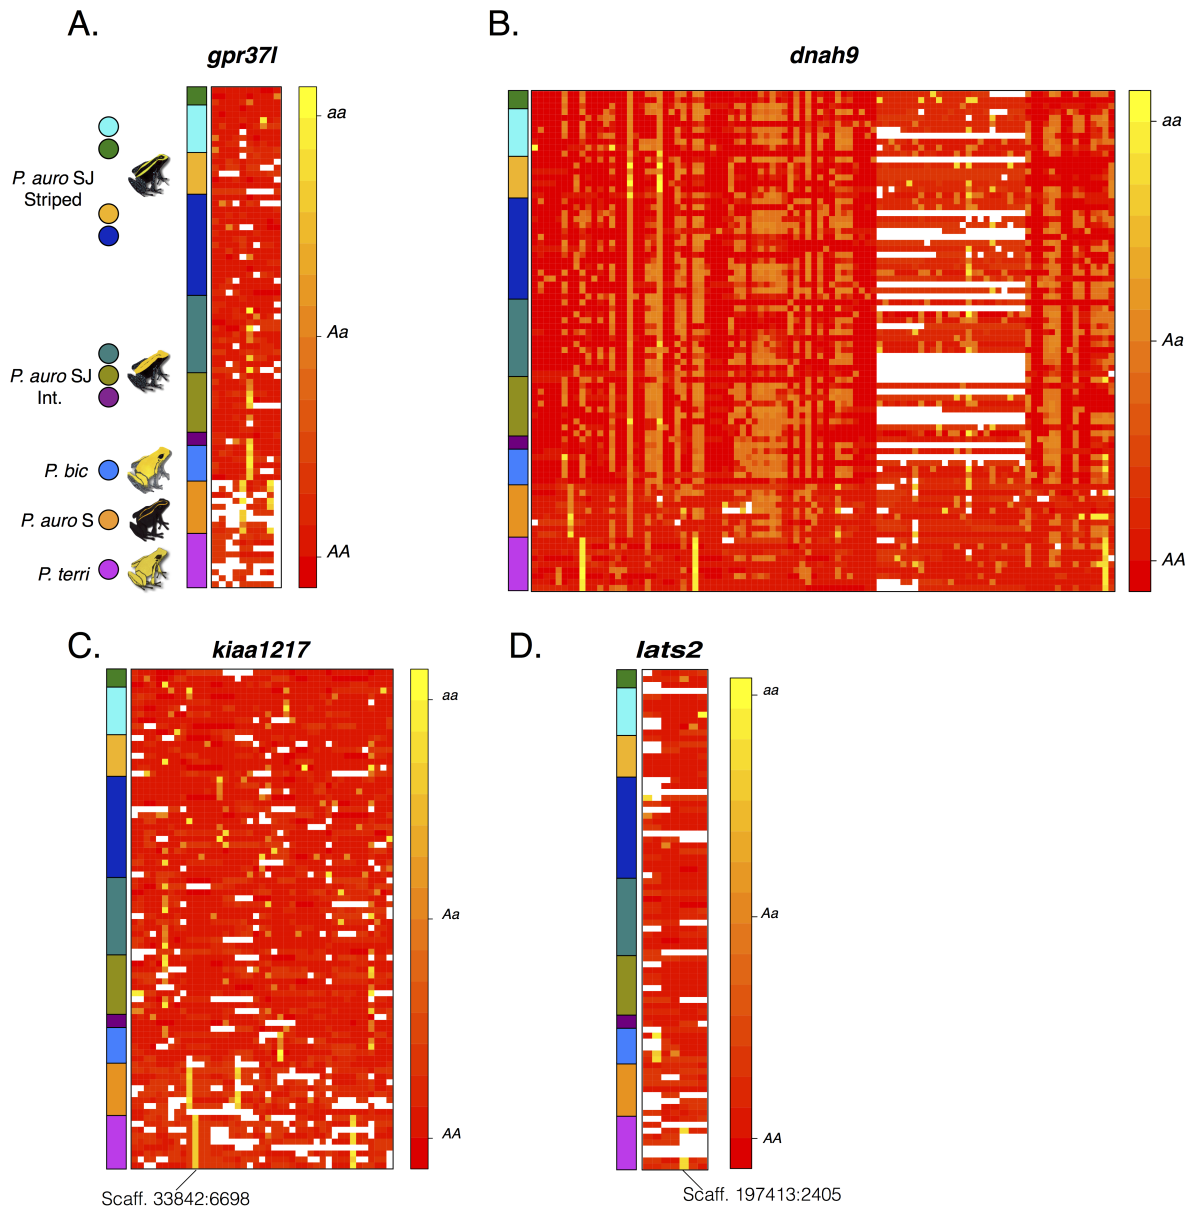 A.
gpr37l
aa
Aa
AA
P. auro SJ
Striped
P. auro SJ
Int.
P. bic
P. auro S
P. terri
B.
dnah9
aa
Aa
AA
C.
kiaa1217
aa
Aa
AA
Scaff. 33842:6698
D.
lats2
aa
Aa
AA
Scaff. 197413:2405